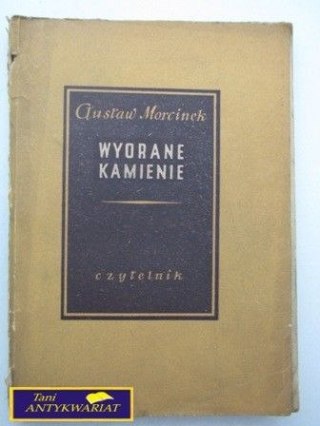 Gustaw Morcinek
WYORANE
KAMIENIE
czytelnik
Tani
ANTYKWARIAT